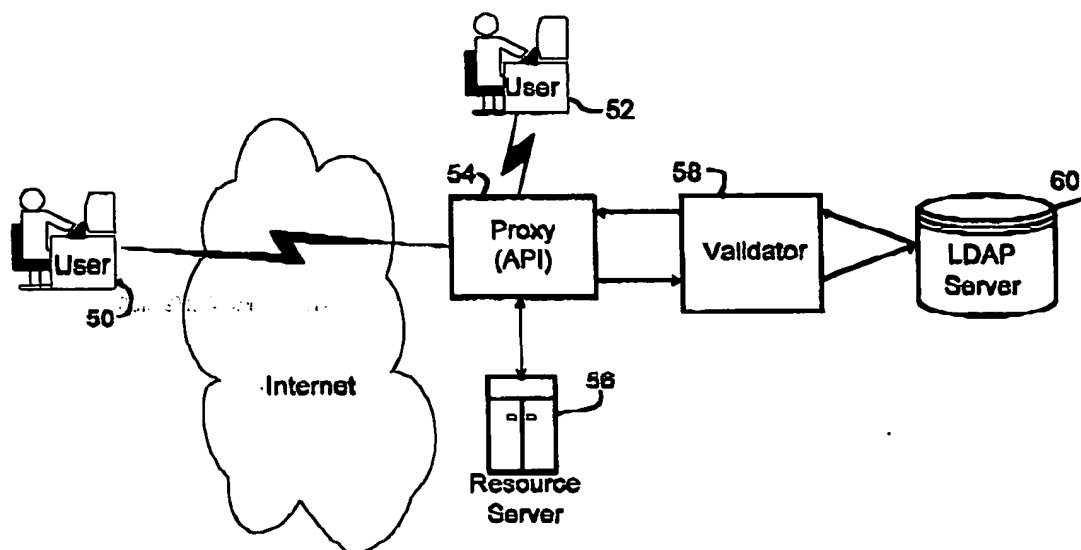 User
52
54
58
60
Proxy
(API)
Validator
LDAP
Server
User
50
Internet
56
Resource
Server